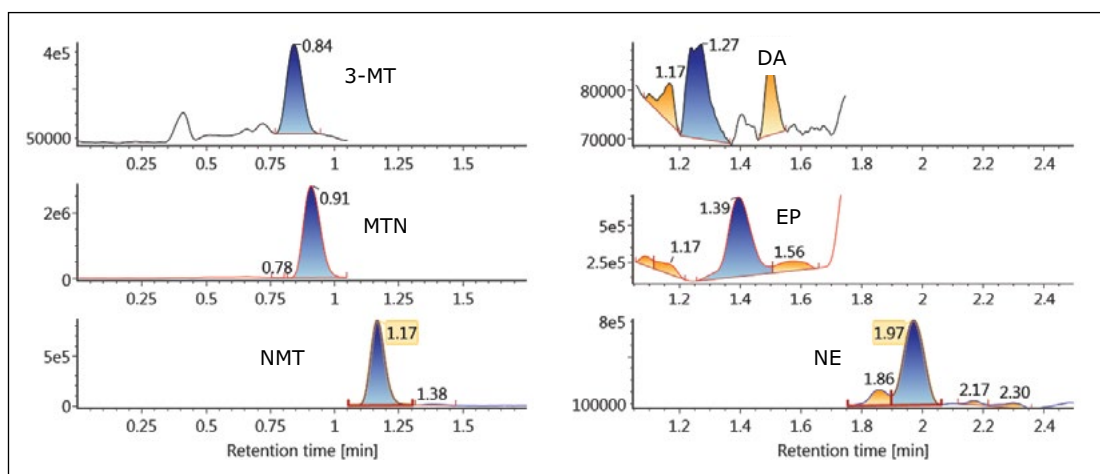 4e5
0.84
3-MT
50000
0.25 0.5 0.75 1 1.25 1.5
1.27
DA
1.17
80000
70000
1.2 1.4 1.6 2 2.2 2.4
2e6
0.91
MTN
0.78
0
0.25 0.5 0.75 1 1.25 1.5
1.39
EP
5e5
1.17
1.56
2.5e5
1.2 1.4 1.6 2 2.2 2.4
1.17
NMT
5e5
1.38
0
0.25 0.5 0.75 1 1.25 1.5
Retention time [min]
8e5
1.97
NE
1.86
2.17
2.30
100000
1.2 1.4 1.6 2 2.2 2.4
Retention time [min]